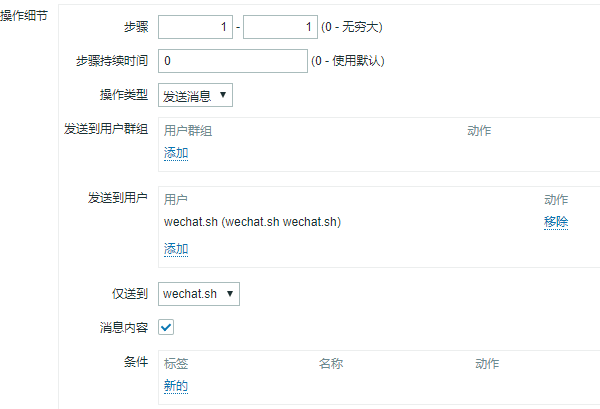 操作细节
步骤 1 - 1 (0 - 无穷大)
步骤持续时间 0 (0 - 使用默认)
操作类型 发送消息
发送到用户群组 用户群组 动作
添加
发送到用户 用户 动作
wechat.sh (wechat.sh wechat.sh) 移除
添加
仅送到 wechat.sh
消息内容
条件 标签 名称 动作
新的